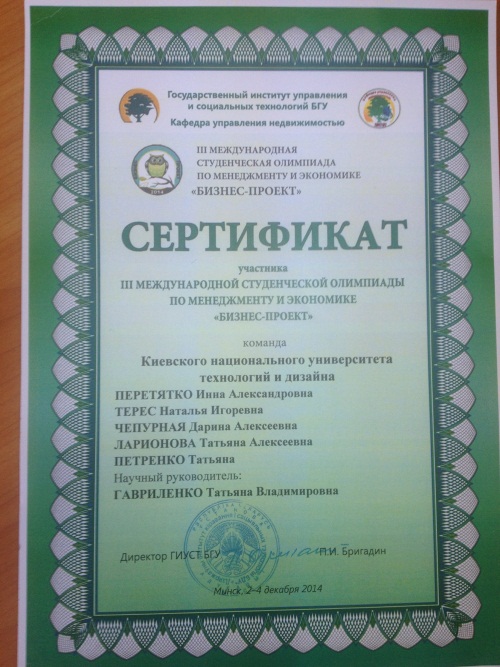 Государственный институт управления
и социальных технологий БГУ
Кафедра управления недвижимостью
III МЕЖДУНАРОДНАЯ
СТУДЕНЧЕСКАЯ ОЛИМПИАДА
ПО МЕНЕДЖМЕНТУ И ЭКОНОМИКЕ
«БИЗНЕС-ПРОЕКТ»
2014
СЕРТИФИКАТ
участника
III МЕЖДУНАРОДНОЙ СТУДЕНЧЕСКОЙ ОЛИМПИАДЫ
ПО МЕНЕДЖМЕНТУ И ЭКОНОМИКЕ
«БИЗНЕС-ПРОЕКТ»
команда
Киевского национального университета
технологий и дизайна
ПЕРЕТЯТКО Инна Александровна
ТЕРЕС Наталья Игоревна
ЧЕПУРНАЯ Дарина Алексеевна
ЛАРИОНОВА Татьяна Алексеевна
ПЕТРЕНКО Татьяна
Научный руководитель:
ГАВРИЛЕНКО Татьяна Владимировна
Директор ГИУСТ БГУ П.И. Бригадин
Минск, 2-4 декабря 2014